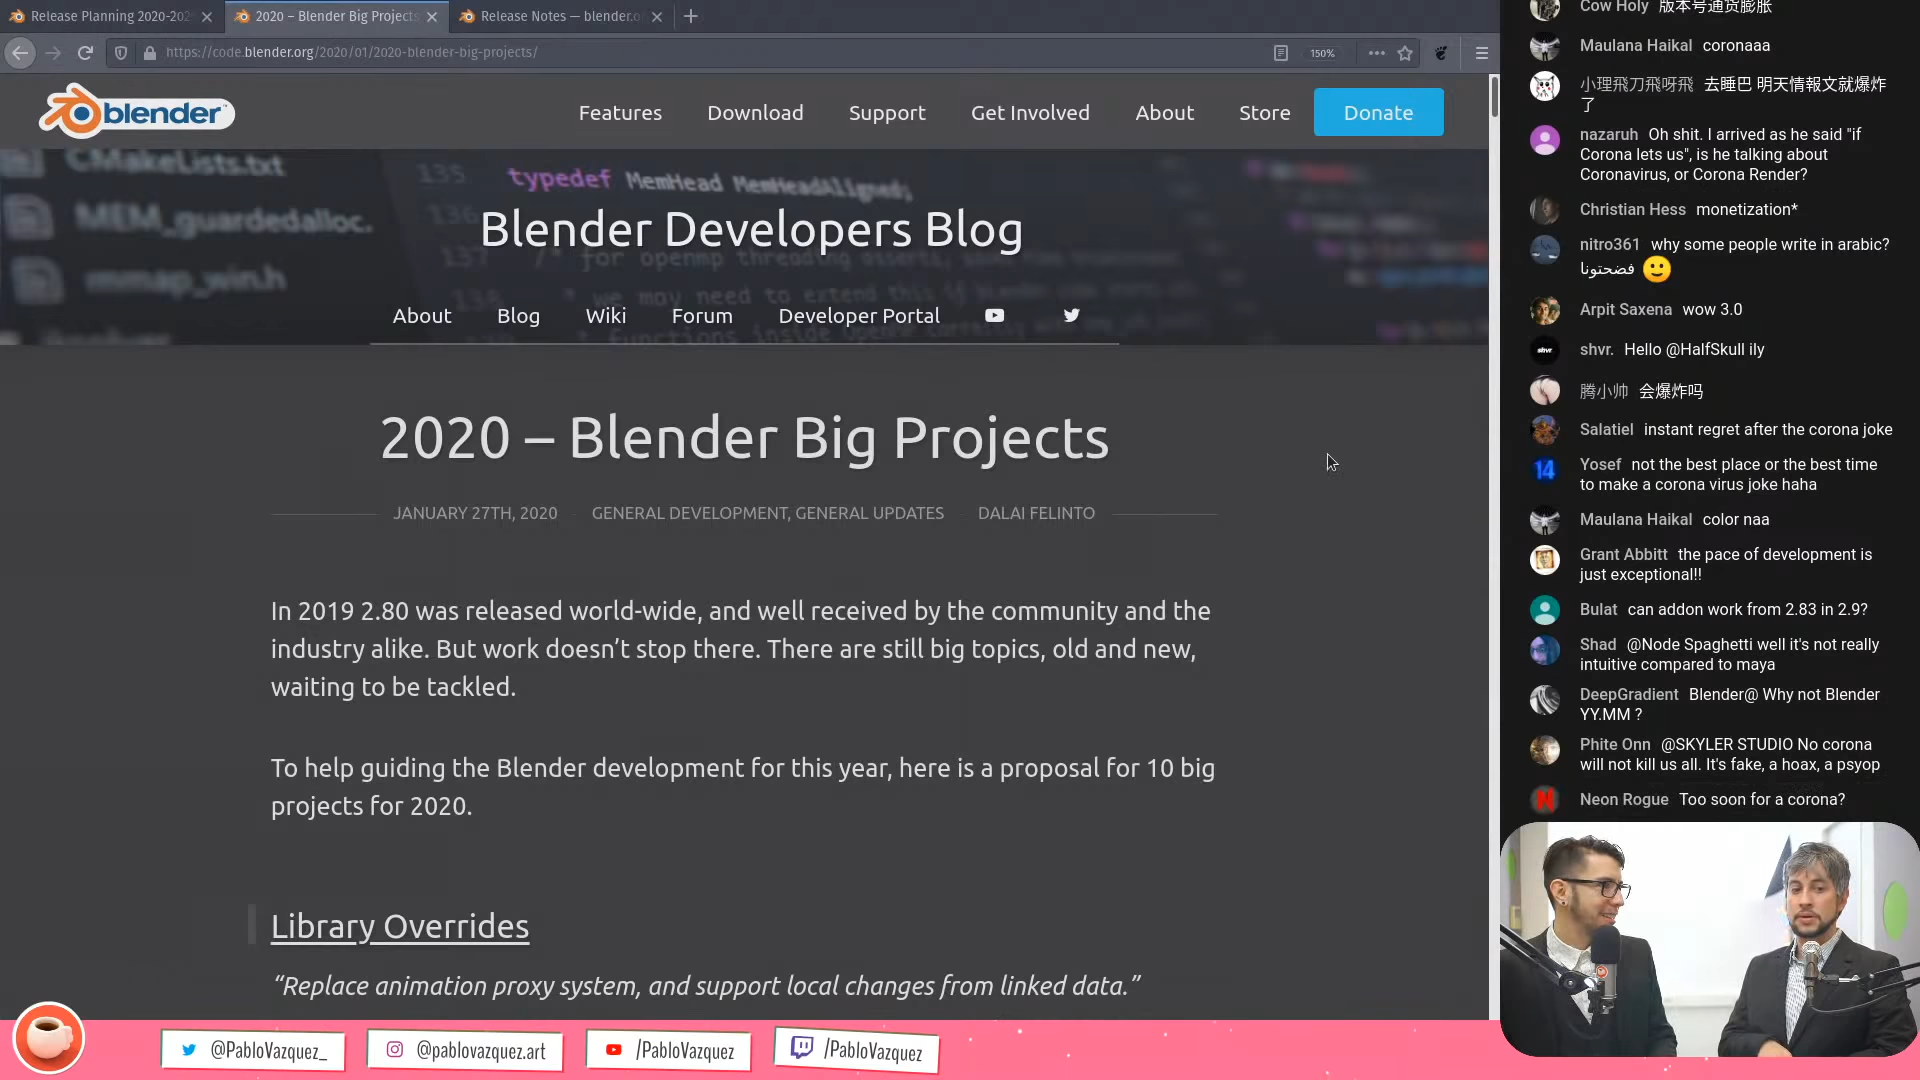 Release Planning 2020-202
2020 – Blender Big Projects
Release Notes — blender.o
https://code.blender.org/2020/01/2020-blender-big-projects/
150%
blender
Features
Download
Support
Get Involved
About
Store
Donate
CMakeLists.txt
MEM_guardedalloc.
mmap_win.h
135 typedef MemHead MemHeadAligned;
Blender Developers Blog
About
Blog
Wiki
Forum
Developer Portal
2020 – Blender Big Projects
JANUARY 27TH, 2020
GENERAL DEVELOPMENT, GENERAL UPDATES
DALAI FELINTO
In 2019 2.80 was released world-wide, and well received by the community and the
industry alike. But work doesn’t stop there. There are still big topics, old and new,
waiting to be tackled.
To help guiding the Blender development for this year, here is a proposal for 10 big
projects for 2020.
Library Overrides
“Replace animation proxy system, and support local changes from linked data.”
@PabloVazquez_
@pablovazquez.art
/PabloVazquez
/PabloVazquez
Cow Holy 版本号通货膨胀
Maulana Haikal coronaaa
小理飛刀飛呀飛 去睡巴 明天情報文就爆炸
了
nazaruh Oh shit. I arrived as he said "if
Corona lets us", is he talking about
Coronavirus, or Corona Render?
Christian Hess monetization*
nitro361 why some people write in arabic?
فضحتونا 🙂
Arpit Saxena wow 3.0
shvr. Hello @HalfSkull ily
腾小帅 会爆炸吗
Salatiel instant regret after the corona joke
14
Yosef not the best place or the best time
to make a corona virus joke haha
Maulana Haikal color naa
Grant Abbitt the pace of development is
just exceptional!!
Bulat can addon work from 2.83 in 2.9?
Shad @Node Spaghetti well it's not really
intuitive compared to maya
DeepGradient Blender@ Why not Blender
YY.MM ?
Phite Onn @SKYLER STUDIO No corona
will not kill us all. It's fake, a hoax, a psyop
N
Neon Rogue Too soon for a corona?